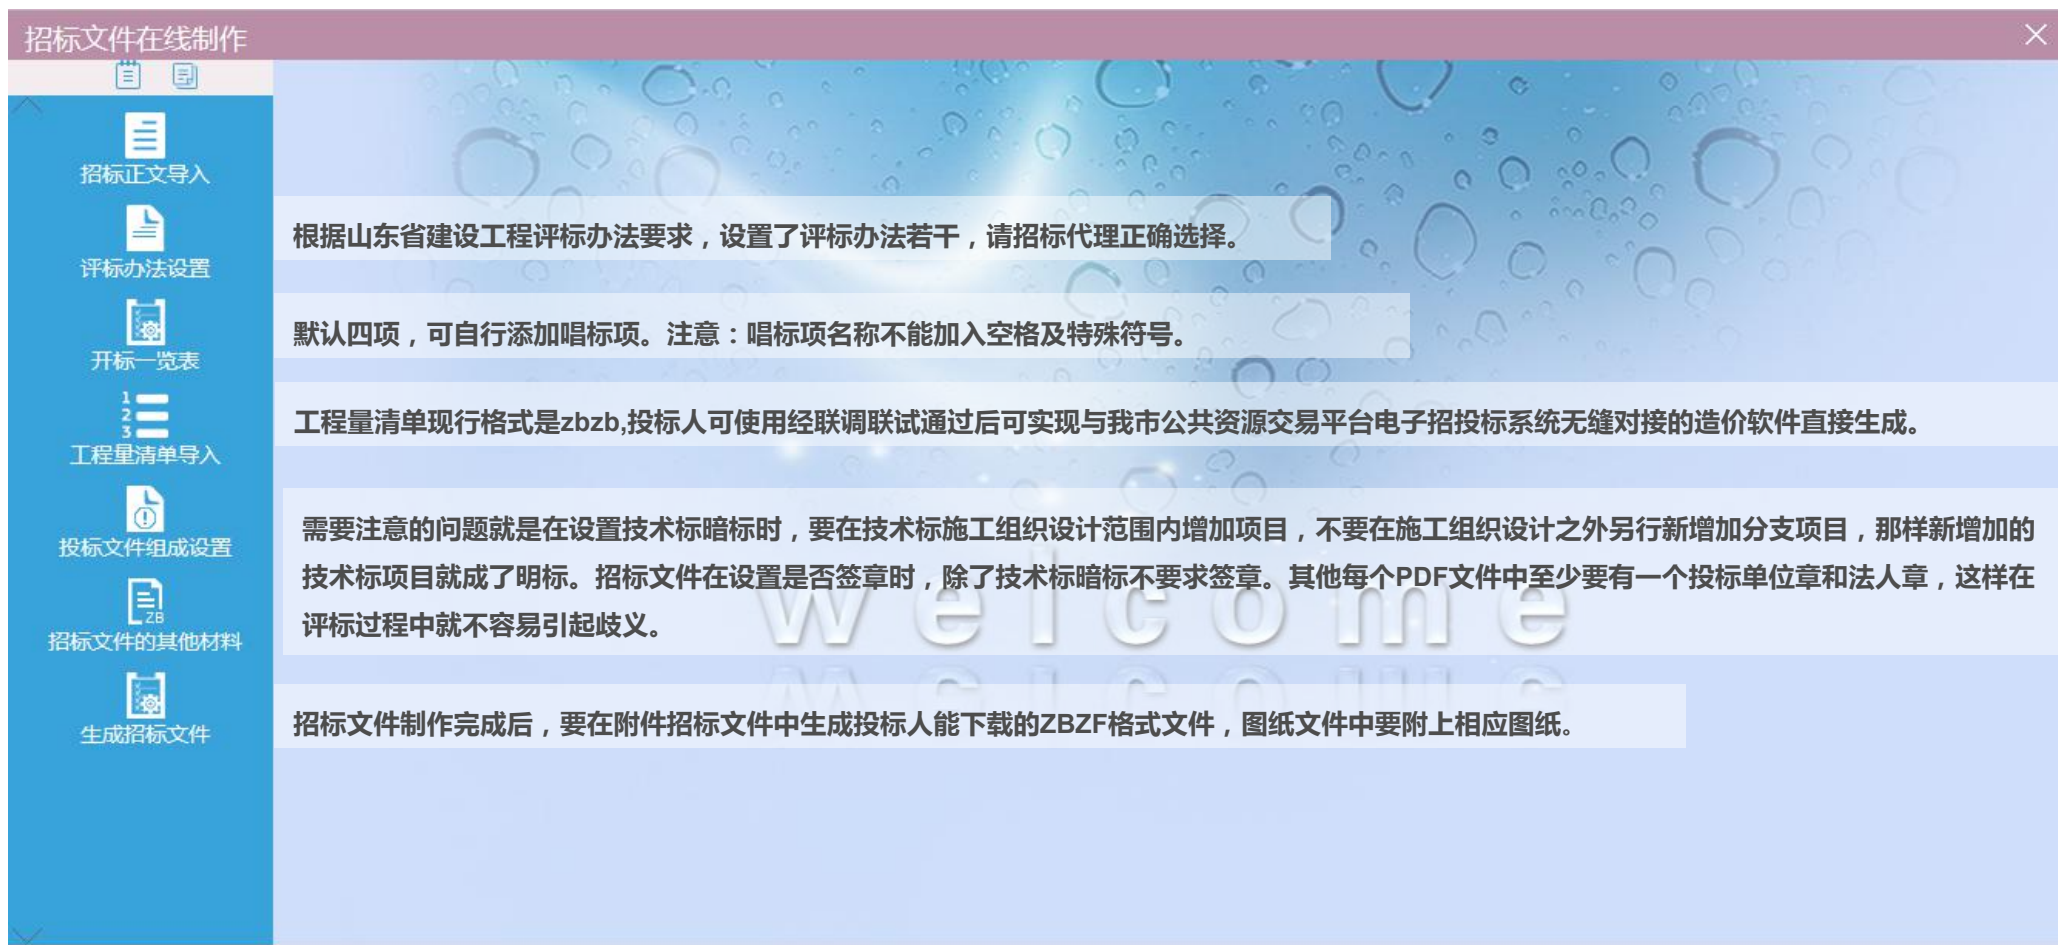 招标文件在线制作
招标正文导入
评标办法设置
根据山东省建设工程评标办法要求，设置了评标办法若干，请招标代理正确选择。
开标一览表
默认四项，可自行添加唱标项。注意：唱标项名称不能加入空格及特殊符号。
1
2
3
工程量清单导入
工程量清单现行格式是zbzb,投标人可使用经联调联试通过后可实现与我市公共资源交易平台电子招投标系统无缝对接的造价软件直接生成。
投标文件组成设置
需要注意的问题就是在设置技术标暗标时，要在技术标施工组织设计范围内增加项目，不要在施工组织设计之外另行新增加分支项目，那样新增加的
技术标项目就成了明标。招标文件在设置是否签章时，除了技术标暗标不要求签章。其他每个PDF文件中至少要有一个投标单位章和法人章，这样在
评标过程中就不容易引起歧义。
welcome
ZB
招标文件的其他材料
生成招标文件
招标文件制作完成后，要在附件招标文件中生成投标人能下载的ZBZF格式文件，图纸文件中要附上相应图纸。